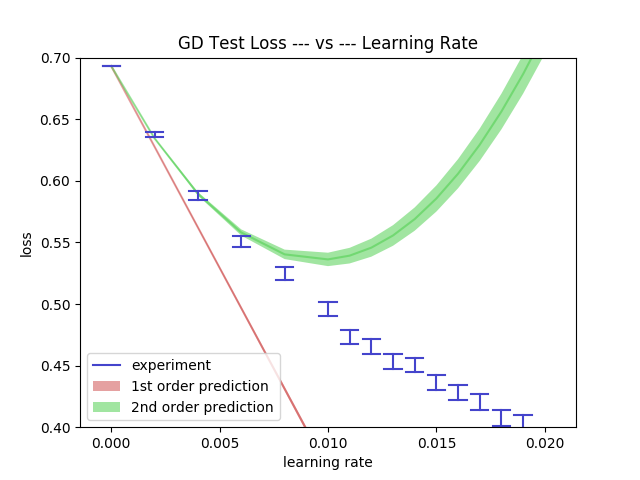 GD Test Loss --- vs --- Learning Rate
0.70
0.65
0.60
0.55
0.50
0.45
0.40
loss
experiment
1st order prediction
2nd order prediction
0.000 0.005 0.010 0.015 0.020
learning rate